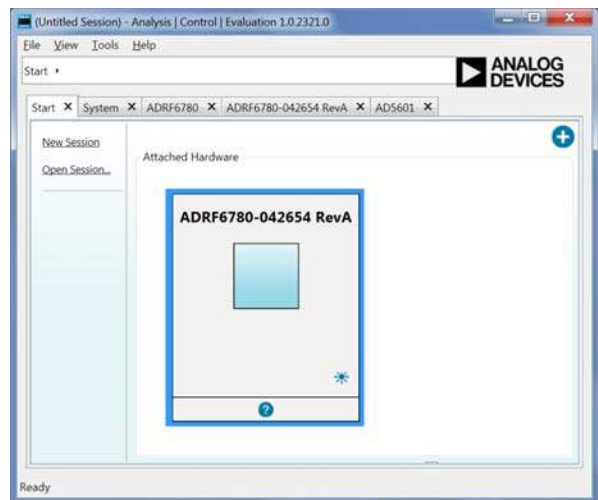 (Untitled Session) - Analysis | Control | Evaluation 1.0.2321.0
File View Tools Help
Start
ANALOG
DEVICES
Start System ADRF6780 ADRF6780-042654 RevA AD5601
New Session
Open Session...
Attached Hardware
ADRF6780-042654 RevA
?
Ready